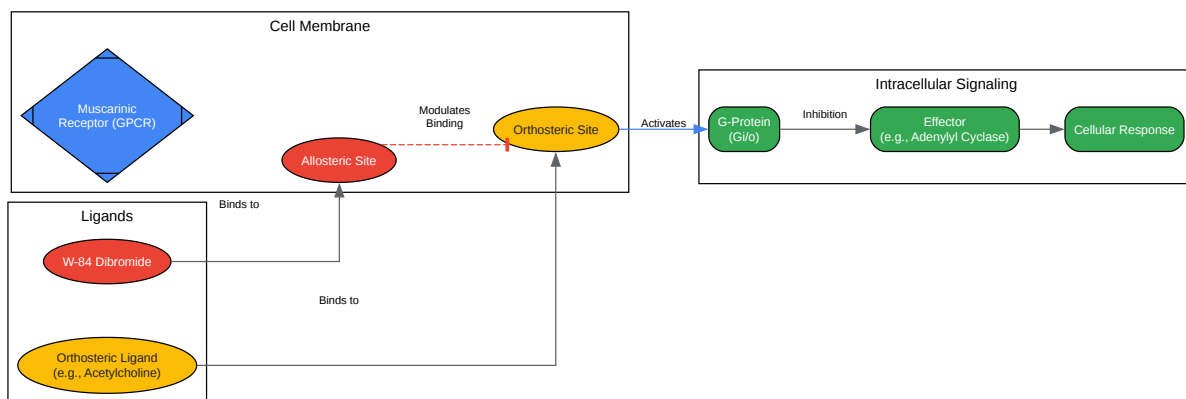 Cell Membrane
Muscarinic
Receptor (GPCR)
Modulates
Binding
Orthosteric Site
Allosteric Site
Activates
Intracellular Signaling
G-Protein
(Gi/o)
Inhibition
Effector
(e.g., Adenylyl Cyclase)
Cellular Response
Ligands
Binds to
W-84 Dibromide
Binds to
Orthosteric Ligand
(e.g., Acetylcholine)